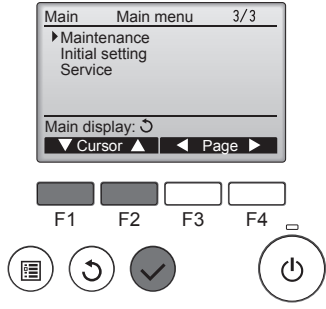 Main Main menu 3/3
Maintenance
Initial setting
Service
Main display:
Cursor Page
F1 F2 F3 F4